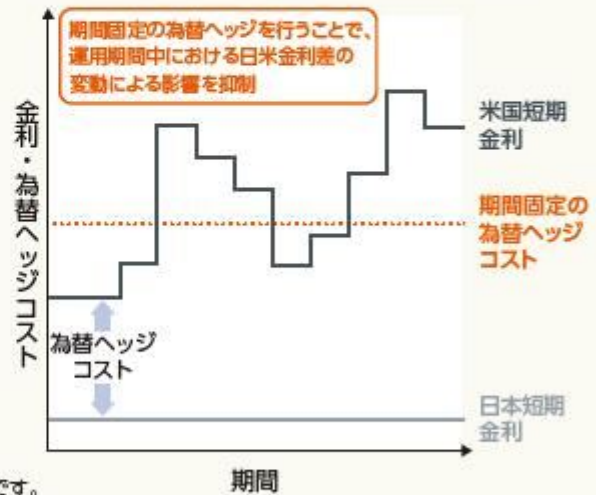 期間固定の為替ヘッジを行うことで、
運用期間中における日米金利差の
変動による影響を抑制
金利・為替ヘッジコスト
米国短期
金利
期間固定の
為替ヘッジ
コスト
為替ヘッジ
コスト
日本短期
金利
期間
です。